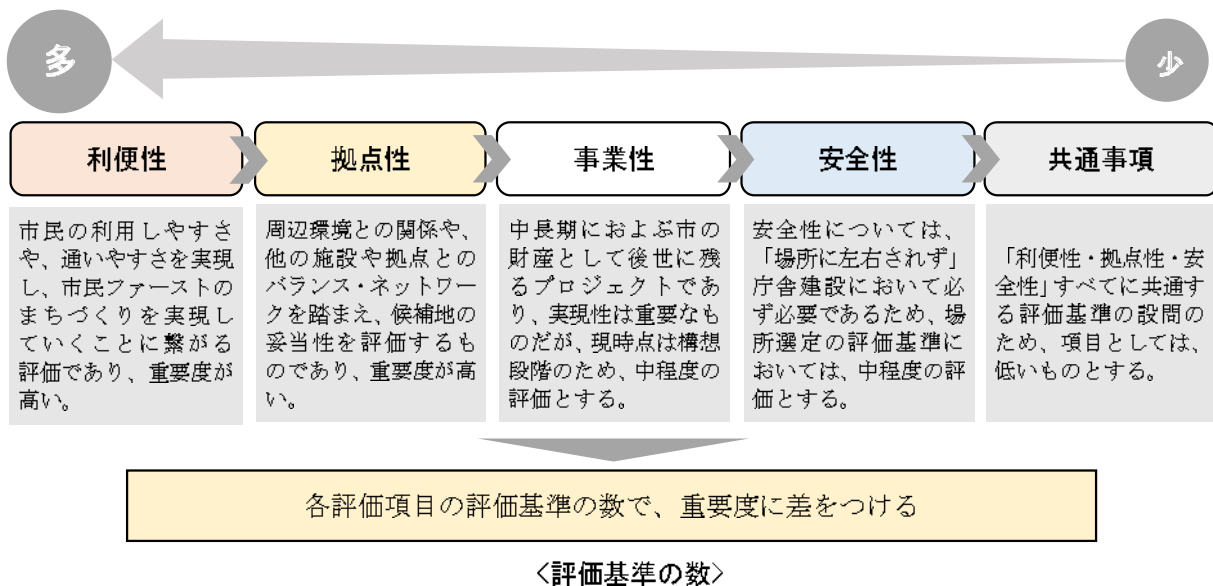 多
少
利便性
拠点性
事業性
安全性
共通事項
市民の利用しやすさ
や、通いやすさを実現
し、市民ファーストの
まちづくりを実現し
ていくことに繋がる
評価であり、重要度が
高い。
周辺環境との関係や、
他の施設や拠点との
バランス・ネットワー
クを踏まえ、候補地の
妥当性を評価するも
のであり、重要度が高
い。
中長期におよぶ市の
財産として後世に残
るプロジェクトであ
り、実現性は重要なも
のだが、現時点は構想
段階のため、中程度の
評価とする。
安全性については、
「場所に左右されず」
庁舎建設において必
ず必要であるため、場
所選定の評価基準に
おいては、中程度の評
価とする。
「利便性・拠点性・安
全性」すべてに共通す
る評価基準の設問の
ため、項目としては、
低いものとする。
各評価項目の評価基準の数で、重要度に差をつける
<評価基準の数>